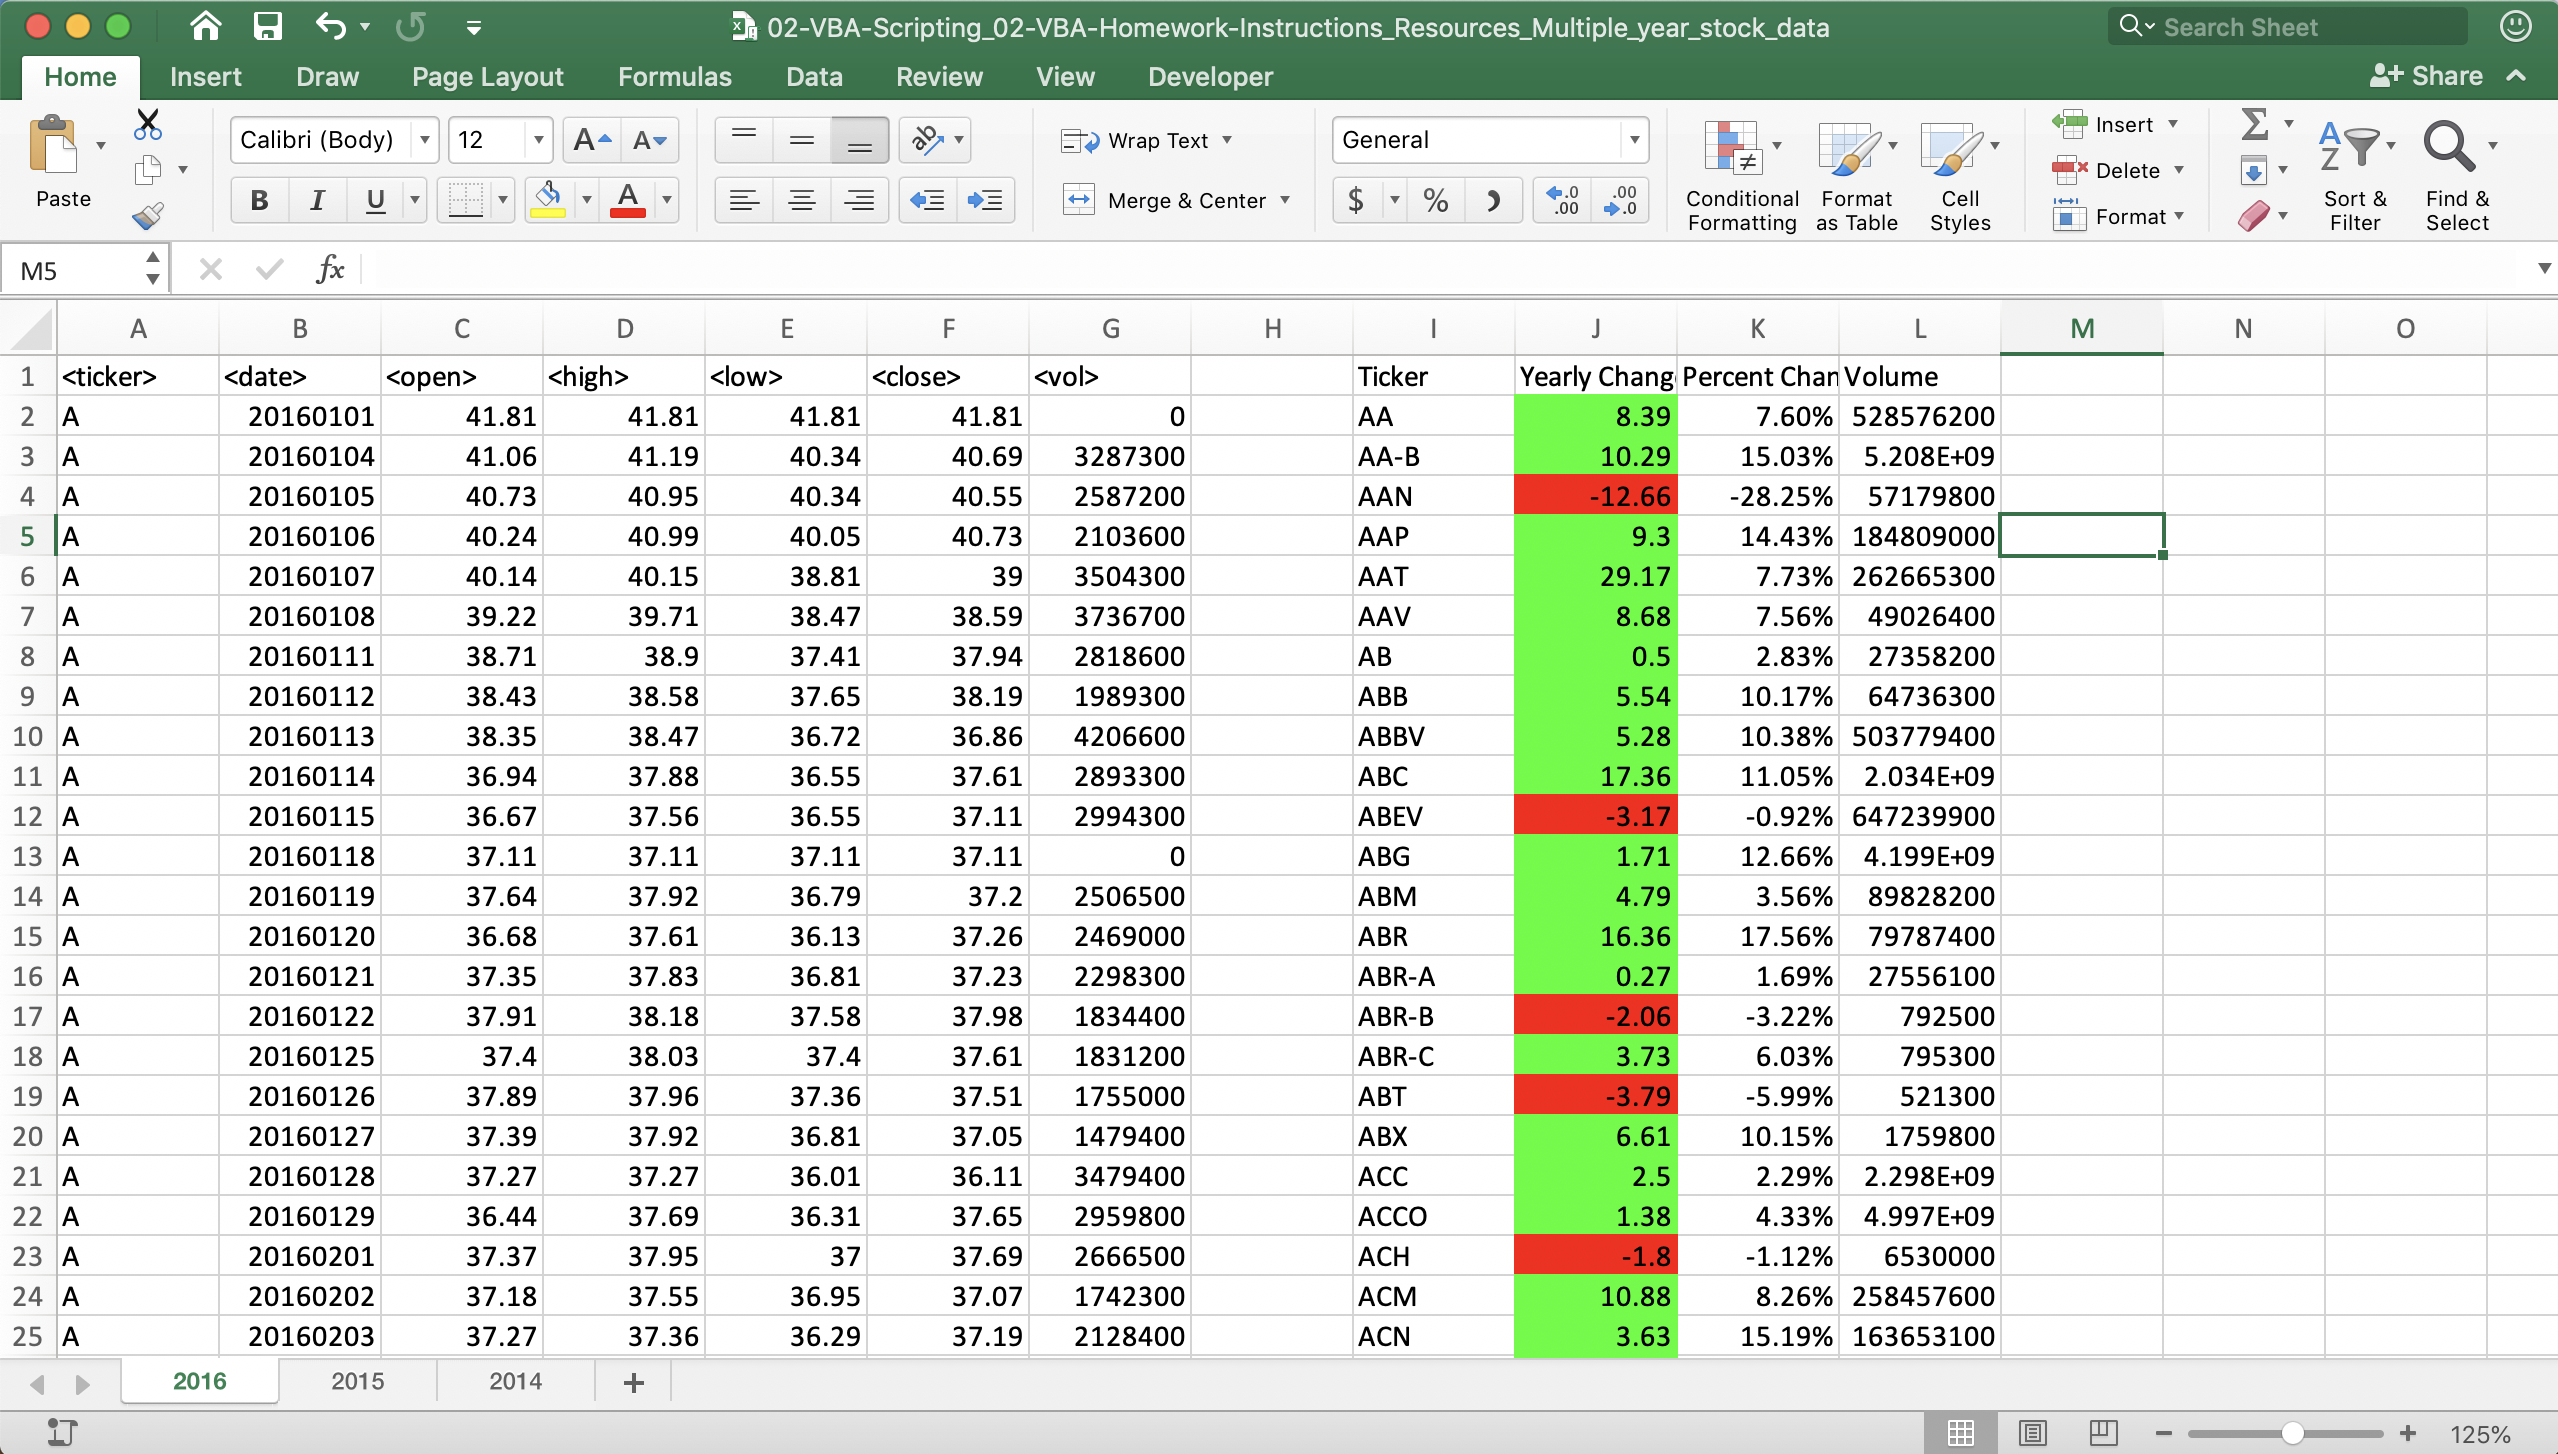 02-VBA-Scripting_02-VBA-Homework-Instructions_Resources_Multiple_year_stock_data
Search Sheet
Home Insert Draw Page Layout Formulas Data Review View Developer Share
Calibri (Body) 12 Wrap Text General Insert
Paste Delete
Merge & Center Conditional Formatting Format as Table Cell Styles Format Sort & Filter Find & Select
M5 fx
A B C D E F G H I J K L M N O
1 <ticker> <date> <open> <high> <low> <close> <vol> Ticker Yearly Chang Percent Chan Volume
2 A 20160101 41.81 41.81 41.81 41.81 0 AA 8.39 7.60% 528576200
3 A 20160104 41.06 41.19 40.34 40.69 3287300 AA-B 10.29 15.03% 5.208E+09
4 A 20160105 40.73 40.95 40.34 40.55 2587200 AAN -12.66 -28.25% 57179800
5 A 20160106 40.24 40.99 40.05 40.73 2103600 AAP 9.3 14.43% 184809000
6 A 20160107 40.14 40.15 38.81 39 3504300 AAT 29.17 7.73% 262665300
7 A 20160108 39.22 39.71 38.47 38.59 3736700 AAV 8.68 7.56% 49026400
8 A 20160111 38.71 38.9 37.41 37.94 2818600 AB 0.5 2.83% 27358200
9 A 20160112 38.43 38.58 37.65 38.19 1989300 ABB 5.54 10.17% 64736300
10 A 20160113 38.35 38.47 36.72 36.86 4206600 ABBV 5.28 10.38% 503779400
11 A 20160114 36.94 37.88 36.55 37.61 2893300 ABC 17.36 11.05% 2.034E+09
12 A 20160115 36.67 37.56 36.55 37.11 2994300 ABEV -3.17 -0.92% 647239900
13 A 20160118 37.11 37.11 37.11 37.11 0 ABG 1.71 12.66% 4.199E+09
14 A 20160119 37.64 37.92 36.79 37.2 2506500 ABM 4.79 3.56% 89828200
15 A 20160120 36.68 37.61 36.13 37.26 2469000 ABR 16.36 17.56% 79787400
16 A 20160121 37.35 37.83 36.81 37.23 2298300 ABR-A 0.27 1.69% 27556100
17 A 20160122 37.91 38.18 37.58 37.98 1834400 ABR-B -2.06 -3.22% 792500
18 A 20160125 37.4 38.03 37.4 37.61 1831200 ABR-C 3.73 6.03% 795300
19 A 20160126 37.89 37.96 37.36 37.51 1755000 ABT -3.79 -5.99% 521300
20 A 20160127 37.39 37.92 36.81 37.05 1479400 ABX 6.61 10.15% 1759800
21 A 20160128 37.27 37.27 36.01 36.11 3479400 ACC 2.5 2.29% 2.298E+09
22 A 20160129 36.44 37.69 36.31 37.65 2959800 ACCO 1.38 4.33% 4.997E+09
23 A 20160201 37.37 37.95 37 37.69 2666500 ACH -1.8 -1.12% 6530000
24 A 20160202 37.18 37.55 36.95 37.07 1742300 ACM 10.88 8.26% 258457600
25 A 20160203 37.27 37.36 36.29 37.19 2128400 ACN 3.63 15.19% 163653100
2016 2015 2014
125%